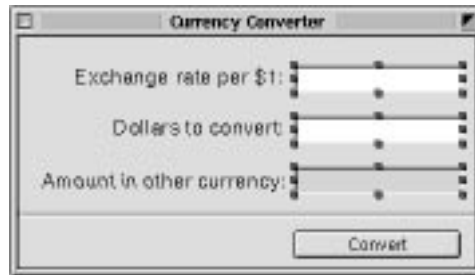 Currency Converter
Exchange rate per $1:
Dollars to convert:
Amount in other currency:
Convert